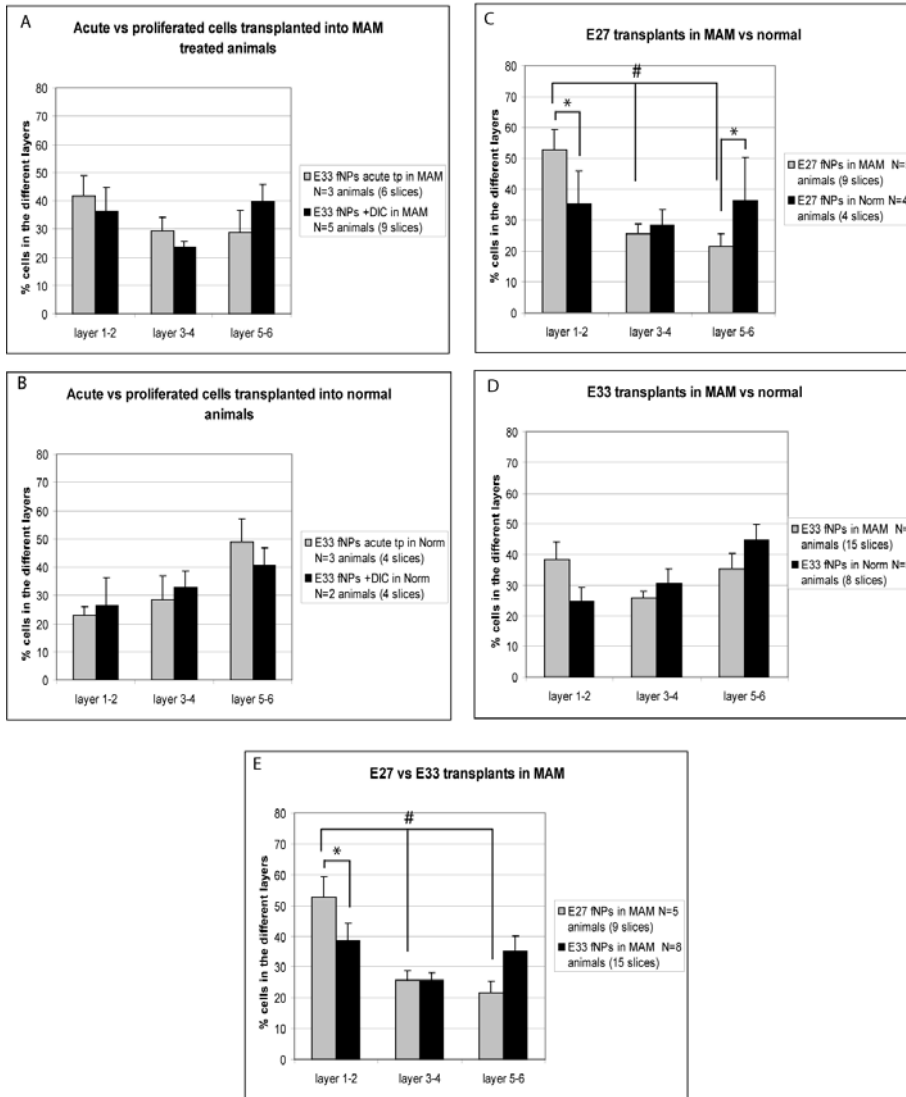 A
Acute vs proliferated cells transplanted into MAM
treated animals
% cells in the different layers
80
70
60
50
40
30
20
10
0
layer 1-2
layer 3-4
layer 5-6
E33 fNPs acute tp in MAM
N=3 animals (6 slices)
E33 fNPs +DIC in MAM
N=5 animals (9 slices)
C
E27 transplants in MAM vs normal
% cells in the different layers
80
70
60
50
40
30
20
10
0
#
*
*
layer 1-2
layer 3-4
layer 5-6
E27 fNPs in MAM N=
animals (9 slices)
E27 fNPs in Norm N=4
animals (4 slices)
B
Acute vs proliferated cells transplanted into normal
animals
% cells in the different layers
80
70
60
50
40
30
20
10
0
layer 1-2
layer 3-4
layer 5-6
E33 fNPs acute tp in Norm
N=3 animals (4 slices)
E33 fNPs +DIC in Norm
N=2 animals (4 slices)
D
E33 transplants in MAM vs normal
% cells in the different layers
80
70
60
50
40
30
20
10
0
layer 1-2
layer 3-4
layer 5-6
E33 fNPs in MAM N=
animals (15 slices)
E33 fNPs in Norm N=
animals (8 slices)
E
E27 vs E33 transplants in MAM
% cells in the different layers
80
70
60
50
40
30
20
10
0
#
*
layer 1-2
layer 3-4
layer 5-6
E27 fNPs in MAM N=5
animals (9 slices)
E33 fNPs in MAM N=8
animals (15 slices)